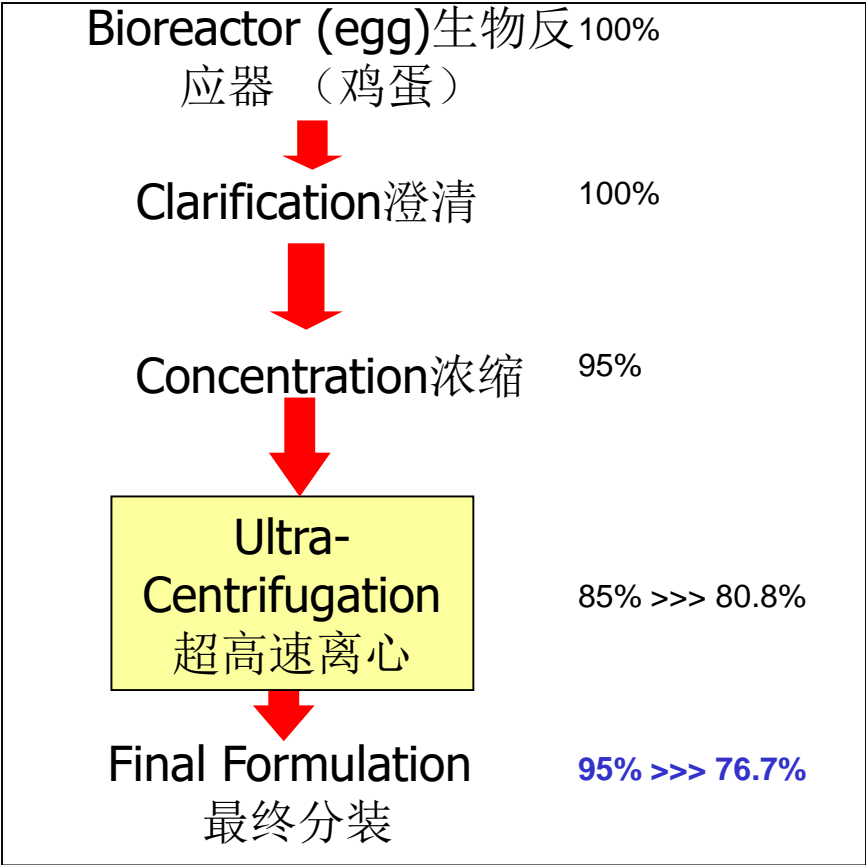 Bioreactor (egg)生物反 100%
应器 （鸡蛋）
Clarification澄清 100%
Concentration浓缩 95%
Ultra-
Centrifugation 85% >>> 80.8%
超高速离心
Final Formulation 95% >>> 76.7%
最终分装